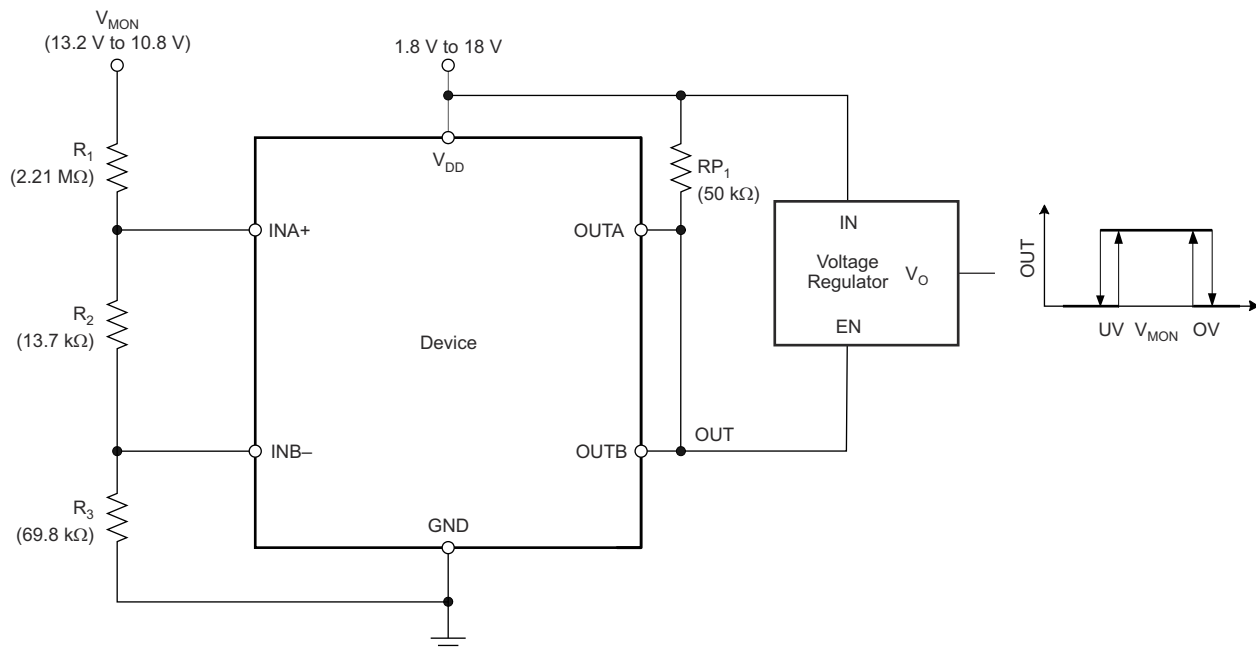 V_MON
(13.2 V to 10.8 V)
1.8 V to 18 V
R_1
(2.21 MΩ)
V_DD
RP_1
(50 kΩ)
INA+
OUTA
IN
Voltage
Regulator
V_O
EN
OUT
UV
V_MON
OV
R_2
(13.7 kΩ)
Device
INB–
OUTB
OUT
R_3
(69.8 kΩ)
GND